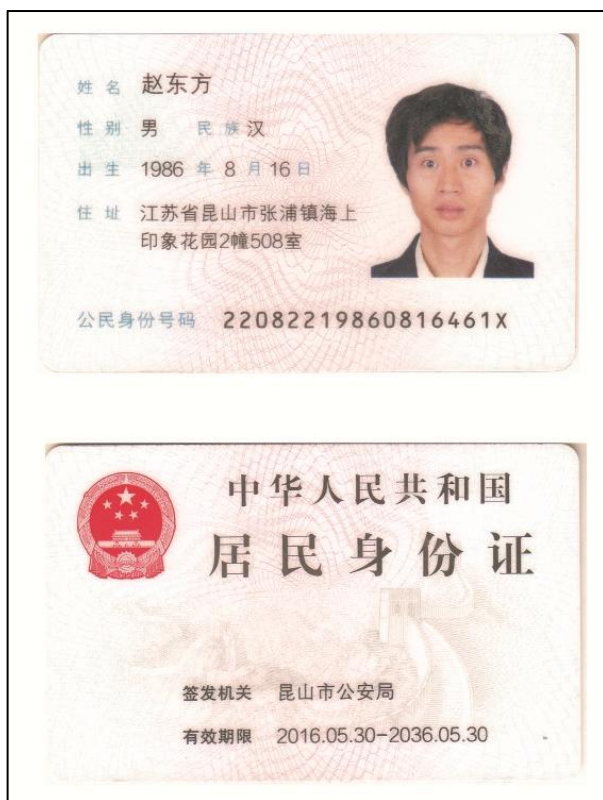 姓名 赵东方
性别 男 民族 汉
出生 1986 年 8 月 16 日
住址 江苏省昆山市张浦镇海上
印象花园2幢508室
公民身份号码 22082219860816461X
中华人民共和国
居民身份证
签发机关 昆山市公安局
有效期限 2016.05.30-2036.05.30